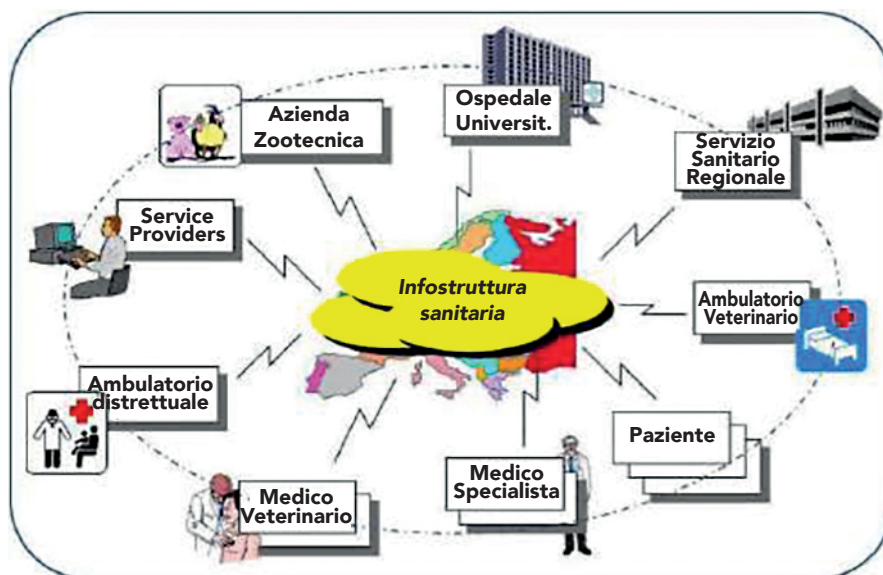 Azienda
Zootecnica
Ospedale
Universit.
Servizio
Sanitario
Regionale
Service
Providers
Infostruttura
sanitaria
Ambulatorio
Veterinario
Ambulatorio
distrettuale
Paziente
Medico
Veterinario
Medico
Specialista